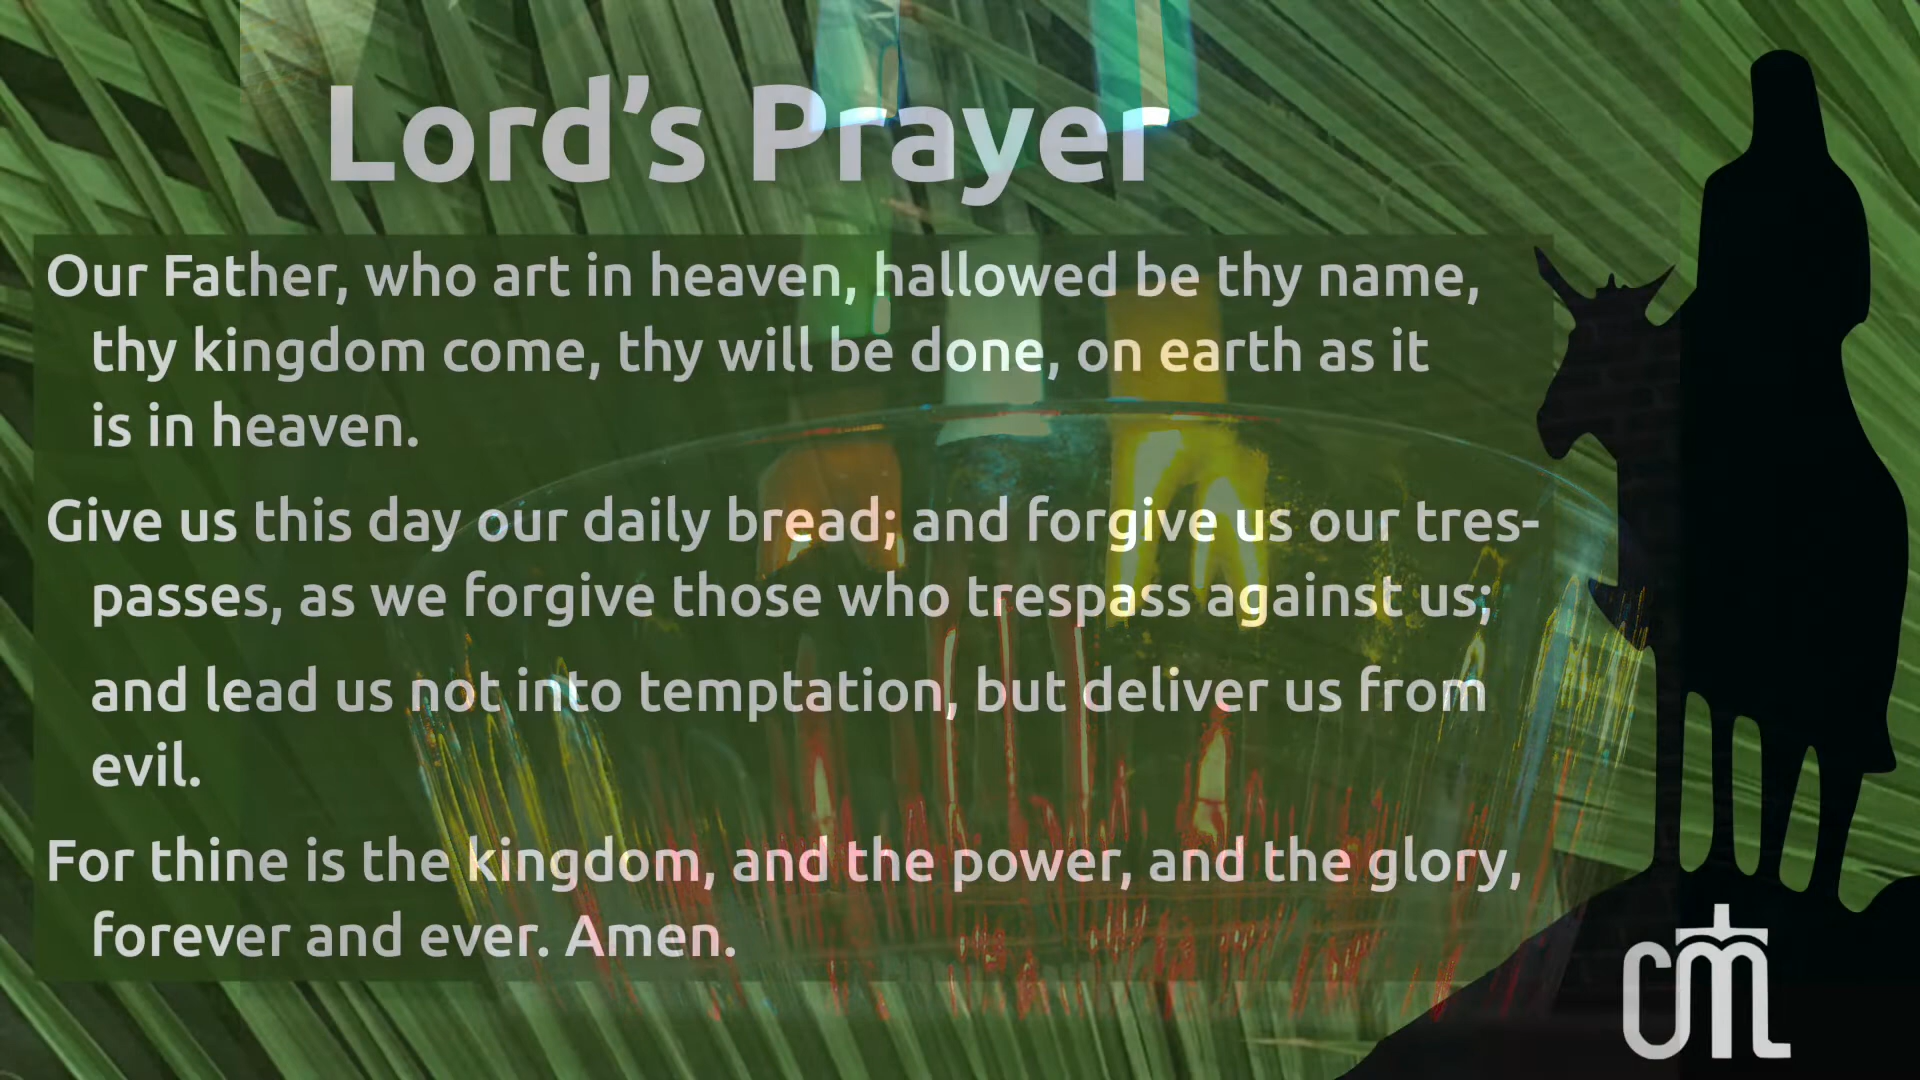 Lord’s Prayer
Our Father, who art in heaven, hallowed be thy name,
thy kingdom come, thy will be done, on earth as it
is in heaven.
Give us this day our daily bread; and forgive us our tres-
passes, as we forgive those who trespass against us;
and lead us not into temptation, but deliver us from
evil.
For thine is the kingdom, and the power, and the glory,
forever and ever. Amen.
cml